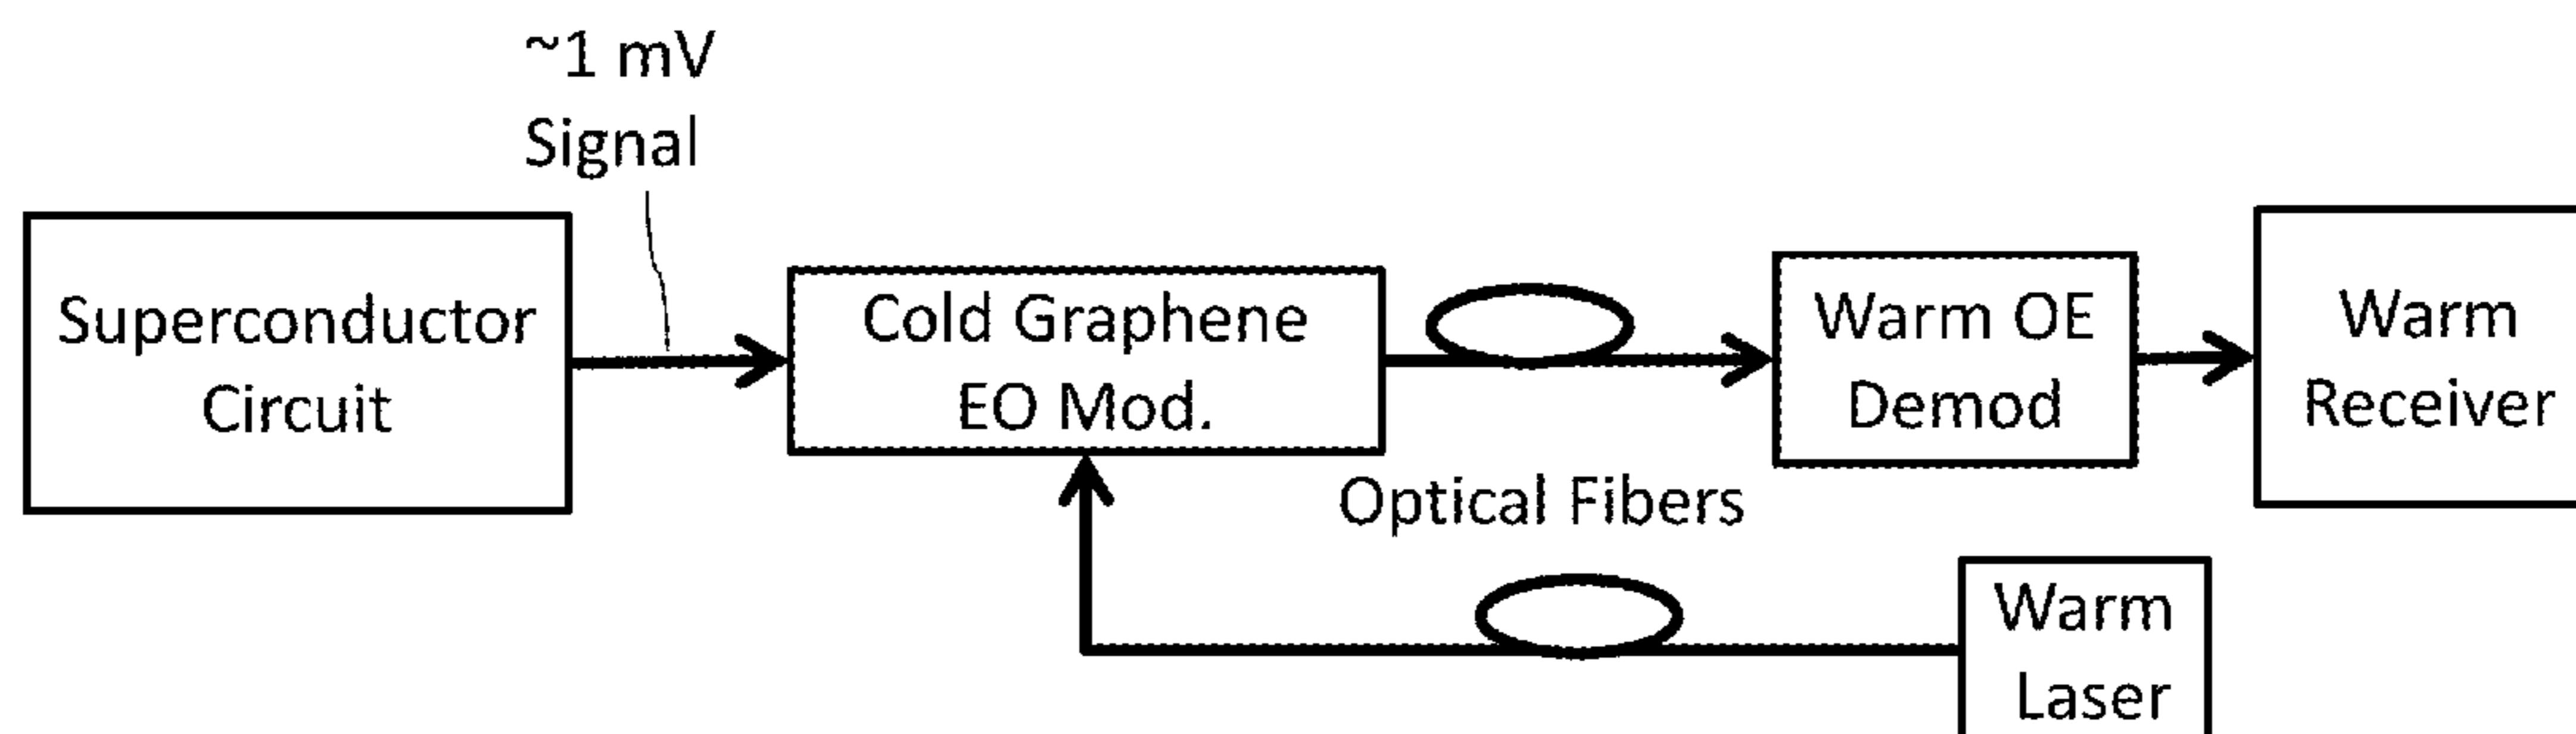 ~1 mV
Signal
Superconductor
Circuit
Cold Graphene
EO Mod.
Warm OE
Demod
Warm
Receiver
Optical Fibers
Warm
Laser